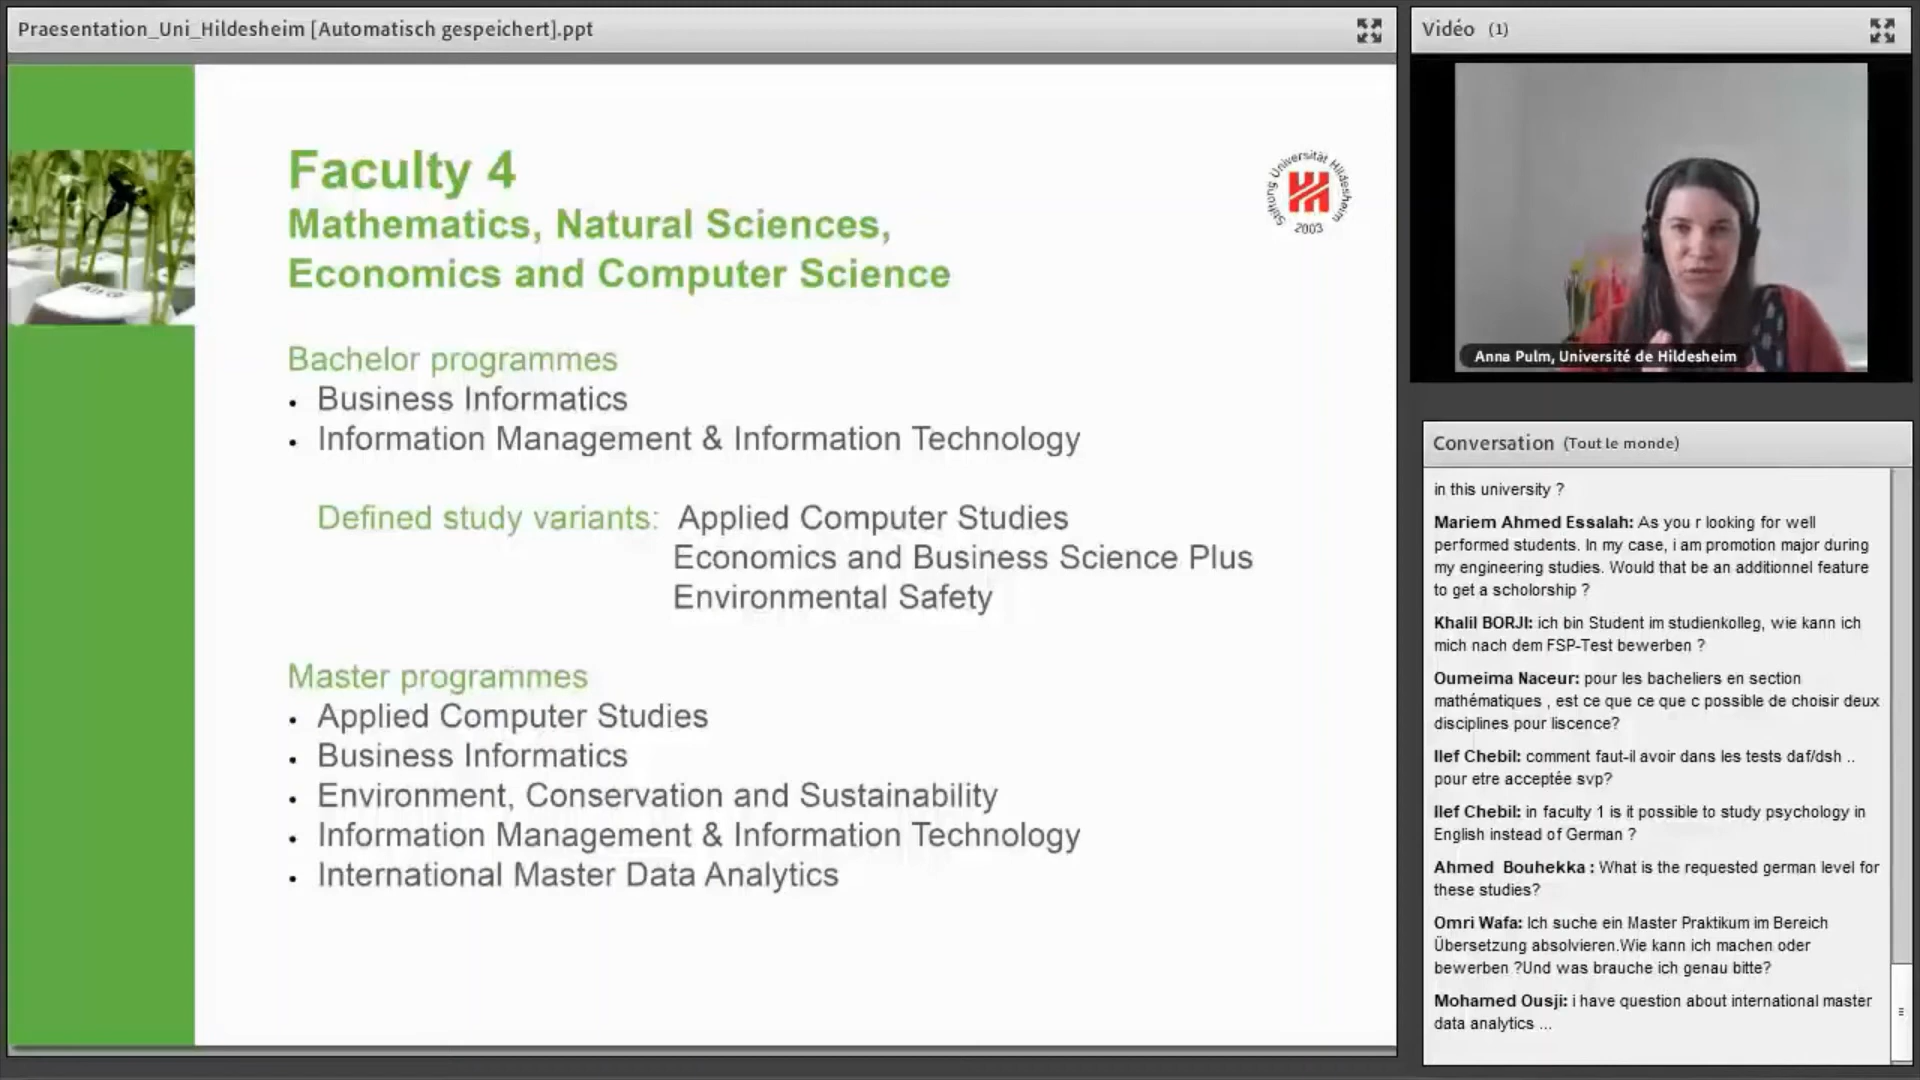 Praesentation_Uni_Hildesheim [Automatisch gespeichert].ppt
Faculty 4
Mathematics, Natural Sciences,
Economics and Computer Science
Stiftung Universität Hildesheim
2003
Bachelor programmes
• Business Informatics
• Information Management & Information Technology
Defined study variants: Applied Computer Studies
Economics and Business Science Plus
Environmental Safety
Master programmes
• Applied Computer Studies
• Business Informatics
• Environment, Conservation and Sustainability
• Information Management & Information Technology
• International Master Data Analytics
Vidéo (1)
Anna Pulm, Université de Hildesheim
Conversation (Tout le monde)
in this university ?
Mariem Ahmed Essalah: As you r looking for well
performed students. In my case, i am promotion major during
my engineering studies. Would that be an additionnel feature
to get a scholorship ?
Khalil BORJI: ich bin Student im studienkolleg, wie kann ich
mich nach dem FSP-Test bewerben ?
Oumeima Naceur: pour les bacheliers en section
mathématiques , est ce que ce que c possible de choisir deux
disciplines pour liscence?
Ilef Chebil: comment faut-il avoir dans les tests daf/dsh ..
pour etre acceptée svp?
Ilef Chebil: in faculty 1 is it possible to study psychology in
English instead of German ?
Ahmed Bouhekka : What is the requested german level for
these studies?
Omri Wafa: Ich suche ein Master Praktikum im Bereich
Übersetzung absolvieren.Wie kann ich machen oder
bewerben ?Und was brauche ich genau bitte?
Mohamed Ousji: i have question about international master
data analytics ...